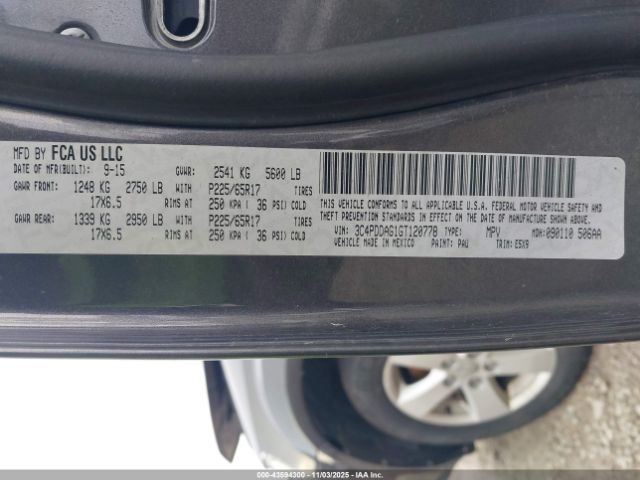 MFD BY FCA US LLC
DATE OF MFR(BUILT): 9-15 GVWR: 2541 KG 5600 LB
GAWR FRONT: 1248 KG 2750 LB WITH P225/65R17 TIRES
17X6.5 RIMS AT 250 KPA ( 36 PSI) COLD
GAWR REAR: 1339 KG 2950 LB WITH P225/65R17 TIRES
17X6.5 RIMS AT 250 KPA ( 36 PSI) COLD
THIS VEHICLE CONFORMS TO ALL APPLICABLE U.S.A. FEDERAL MOTOR VEHICLE SAFETY AND
THEFT PREVENTION STANDARDS IN EFFECT ON THE DATE OF MANUFACTURE SHOWN ABOVE.
VIN: 3C4PDDAG1GT120778 TYPE: MPV MDH: 090110 506AA
MADE IN MEXICO PAINT: PAU TRIM: E5X9
000-43594300 - 11/03/2025 - COPART